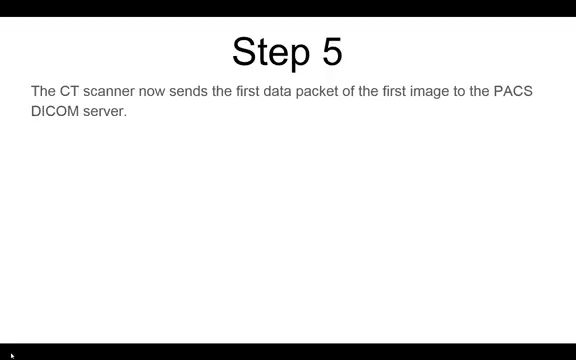 Step 5
The CT scanner now sends the first data packet of the first image to the PACS
DICOM server.